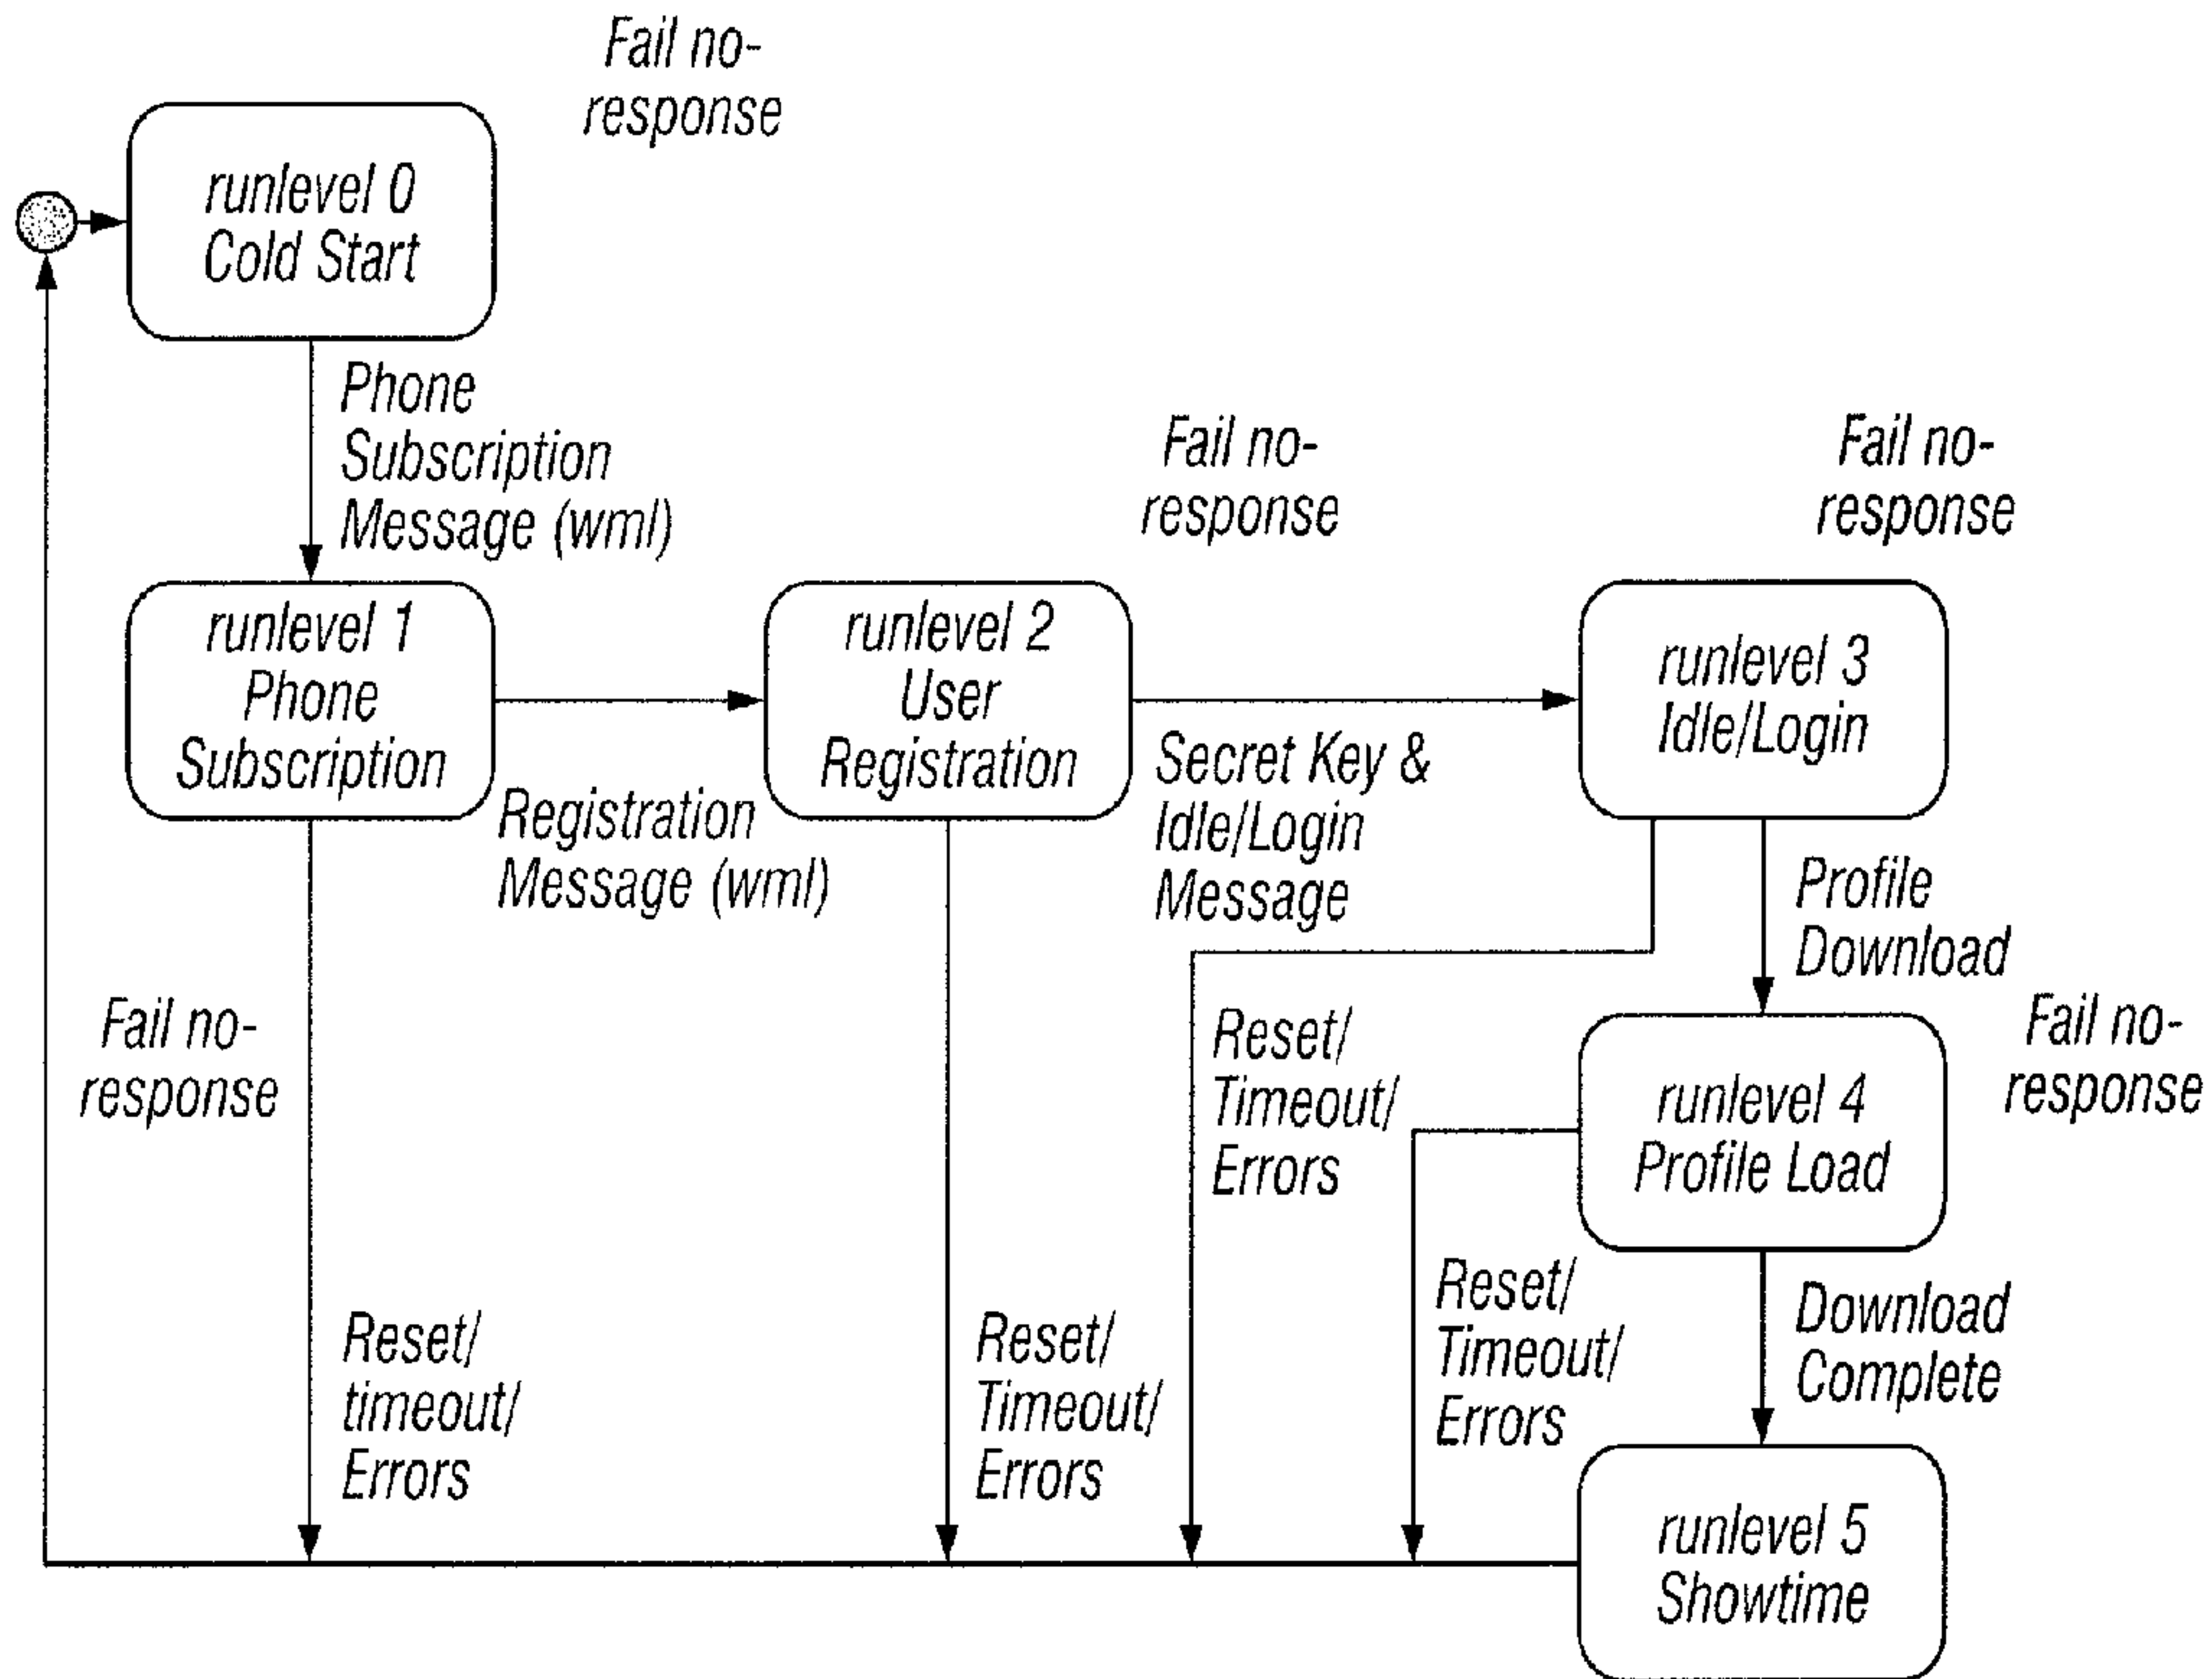 Fail no-
response
runlevel 0
Cold Start
Phone
Subscription
Message (wml)
Fail no-
response
Fail no-
response
runlevel 1
Phone
Subscription
Registration
Message (wml)
runlevel 2
User
Registration
Secret Key &
Idle/Login
Message
runlevel 3
Idle/Login
Profile
Download
Fail no-
response
Reset/
timeout/
Errors
Reset/
Timeout/
Errors
Reset/
Timeout/
Errors
Reset/
Timeout/
Errors
runlevel 4
Profile Load
Fail no-
response
Download
Complete
runlevel 5
Showtime